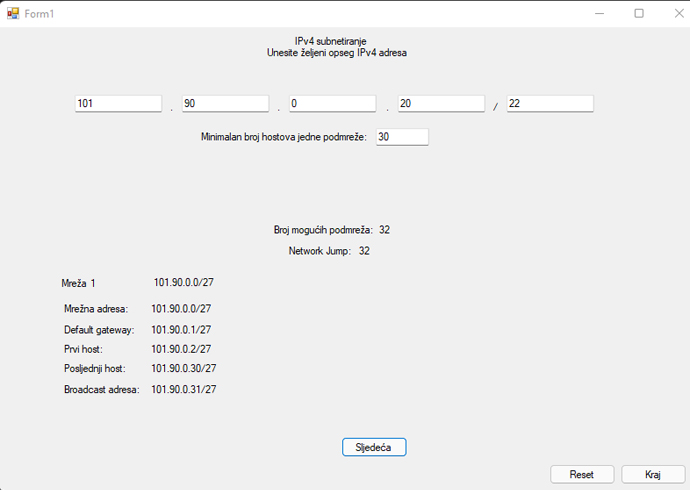 Form1
IPv4 subnetiranje
Unesite željeni opseg IPv4 adresa
101 . 90 . 0 . 20 / 22
Minimalan broj hostova jedne podmreže: 30
Broj mogućih podmreža: 32
Network Jump: 32
Mreža 1 101.90.0.0/27
Mrežna adresa: 101.90.0.0/27
Default gateway: 101.90.0.1/27
Prvi host: 101.90.0.2/27
Posljednji host: 101.90.0.30/27
Broadcast adresa: 101.90.0.31/27
Sljedeća
Reset Kraj